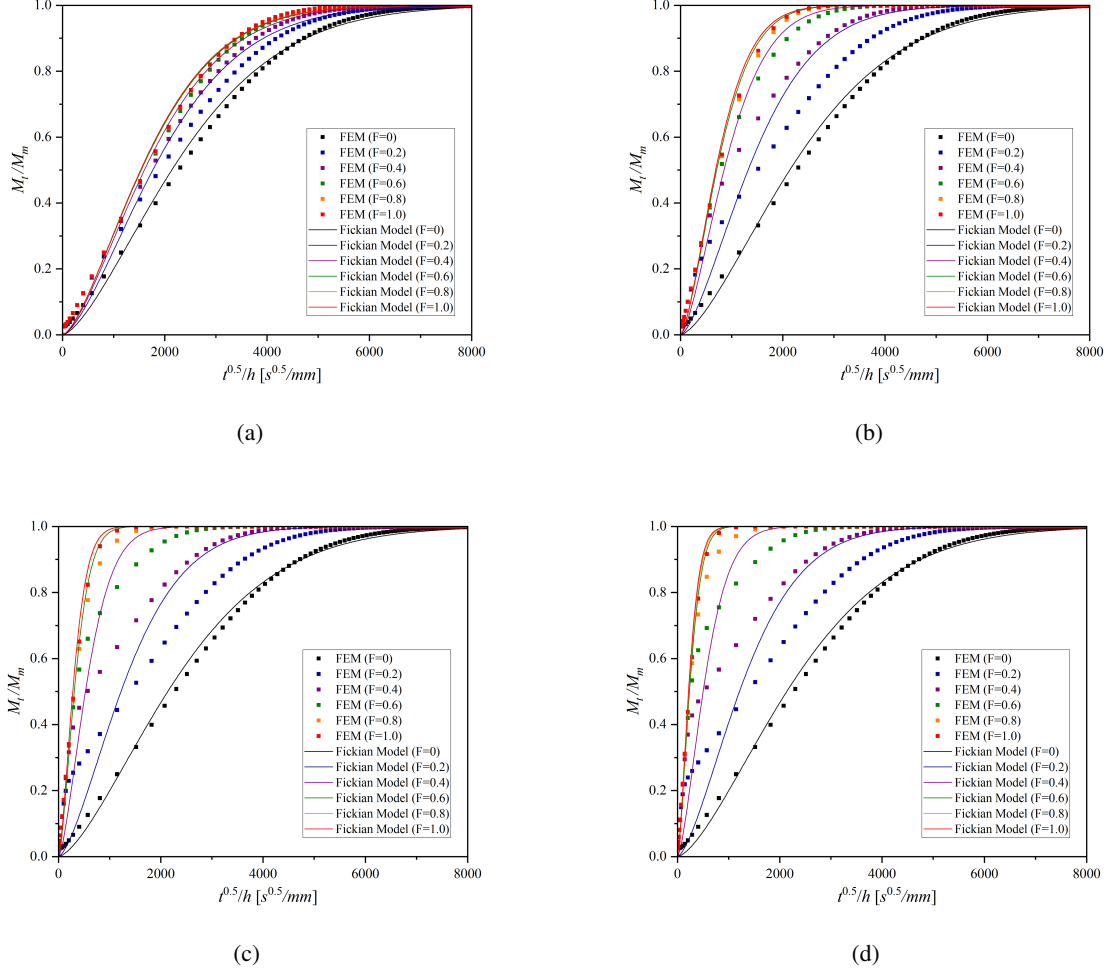 1.0
0.8
0.6
0.4
0.2
0.0
M_t/M_m
FEM (F=0)
FEM (F=0.2)
FEM (F=0.4)
FEM (F=0.6)
FEM (F=0.8)
FEM (F=1.0)
Fickian Model (F=0)
Fickian Model (F=0.2)
Fickian Model (F=0.4)
Fickian Model (F=0.6)
Fickian Model (F=0.8)
Fickian Model (F=1.0)
0 2000 4000 6000 8000
t^0.5/h [s^0.5/mm]
(a)
1.0
0.8
0.6
0.4
0.2
0.0
M_t/M_m
FEM (F=0)
FEM (F=0.2)
FEM (F=0.4)
FEM (F=0.6)
FEM (F=0.8)
FEM (F=1.0)
Fickian Model (F=0)
Fickian Model (F=0.2)
Fickian Model (F=0.4)
Fickian Model (F=0.6)
Fickian Model (F=0.8)
Fickian Model (F=1.0)
0 2000 4000 6000 8000
t^0.5/h [s^0.5/mm]
(b)
1.0
0.8
0.6
0.4
0.2
0.0
M_t/M_m
FEM (F=0)
FEM (F=0.2)
FEM (F=0.4)
FEM (F=0.6)
FEM (F=0.8)
FEM (F=1.0)
Fickian Model (F=0)
Fickian Model (F=0.2)
Fickian Model (F=0.4)
Fickian Model (F=0.6)
Fickian Model (F=0.8)
Fickian Model (F=1.0)
0 2000 4000 6000 8000
t^0.5/h [s^0.5/mm]
(c)
1.0
0.8
0.6
0.4
0.2
0.0
M_t/M_m
FEM (F=0)
FEM (F=0.2)
FEM (F=0.4)
FEM (F=0.6)
FEM (F=0.8)
FEM (F=1.0)
Fickian Model (F=0)
Fickian Model (F=0.2)
Fickian Model (F=0.4)
Fickian Model (F=0.6)
Fickian Model (F=0.8)
Fickian Model (F=1.0)
0 2000 4000 6000 8000
t^0.5/h [s^0.5/mm]
(d)